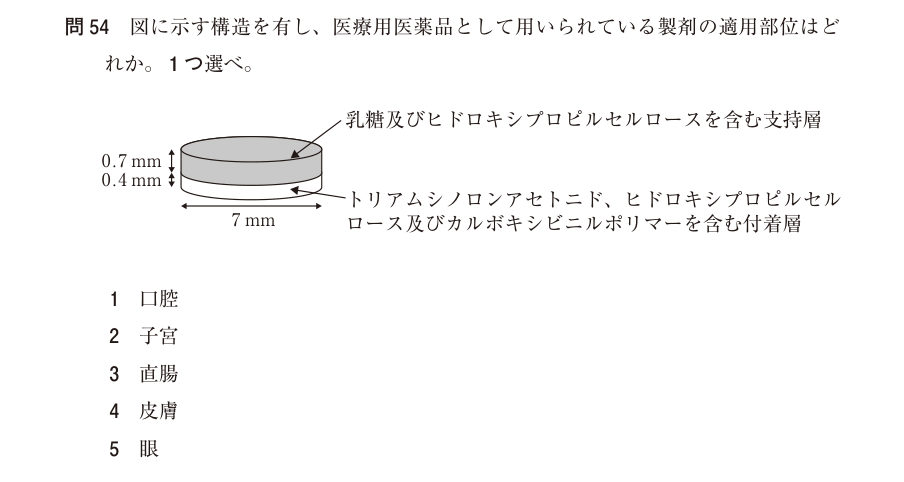 問 54 図に示す構造を有し、医療用医薬品として用いられている製剤の適用部位はど
れか。1つ選べ。
乳糖及びヒドロキシプロピルセルロースを含む支持層
0.7 mm
0.4 mm
トリアムシノロンアセトニド、ヒドロキシプロピルセル
ロース及びカルボキシビニルポリマーを含む付着層
7 mm
1 口腔
2 子宮
3 直腸
4 皮膚
5 眼